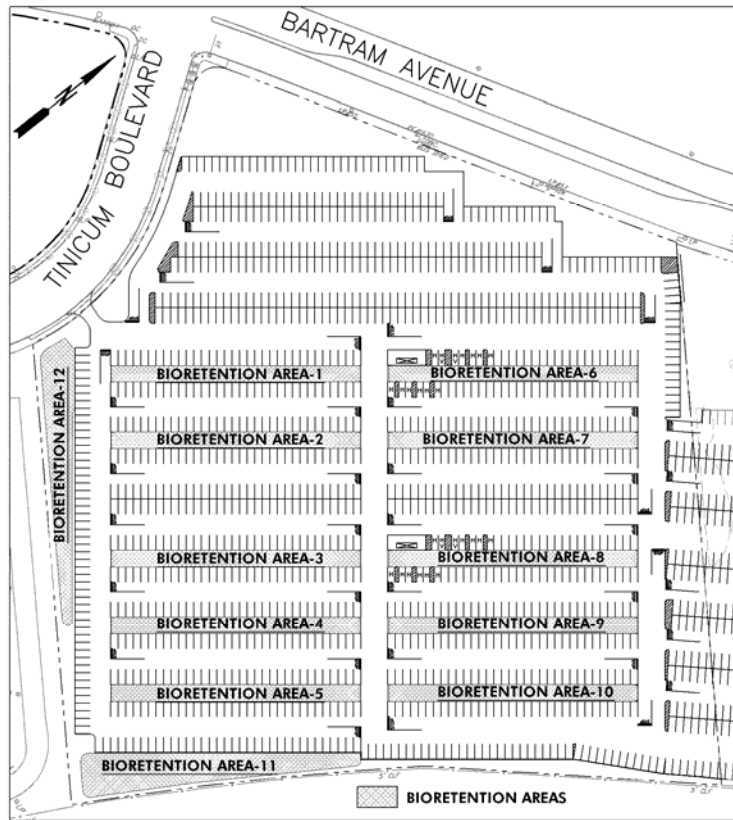 BARTRAM AVENUE
TINICUM BOULEVARD
N
BIORETENTION AREA-1
BIORETENTION AREA-6
BIORETENTION AREA-12
BIORETENTION AREA-2
BIORETENTION AREA-7
BIORETENTION AREA-3
BIORETENTION AREA-8
BIORETENTION AREA-4
BIORETENTION AREA-9
BIORETENTION AREA-5
BIORETENTION AREA-10
BIORETENTION AREA-11
BIORETENTION AREAS